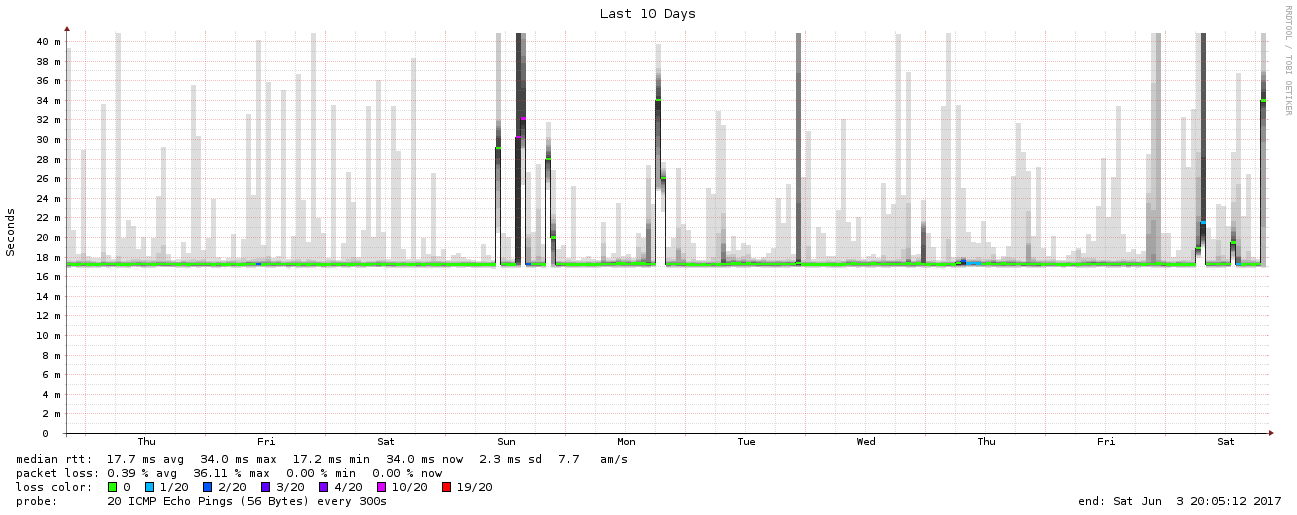 Last 10 Days
RRDTOOL / TOBI OETIKER
Seconds
40 m
38 m
36 m
34 m
32 m
30 m
28 m
26 m
24 m
22 m
20 m
18 m
16 m
14 m
12 m
10 m
8 m
6 m
4 m
2 m
0
Thu Fri Sat Sun Mon Tue Wed Thu Fri Sat
median rtt: 17.7 ms avg 34.0 ms max 17.2 ms min 34.0 ms now 2.3 ms sd 7.7 am/s
packet loss: 0.39 % avg 36.11 % max 0.00 % min 0.00 % now
loss color: 0 1/20 2/20 3/20 4/20 10/20 19/20
probe: 20 ICMP Echo Pings (56 Bytes) every 300s end: Sat Jun 3 20:05:12 2017